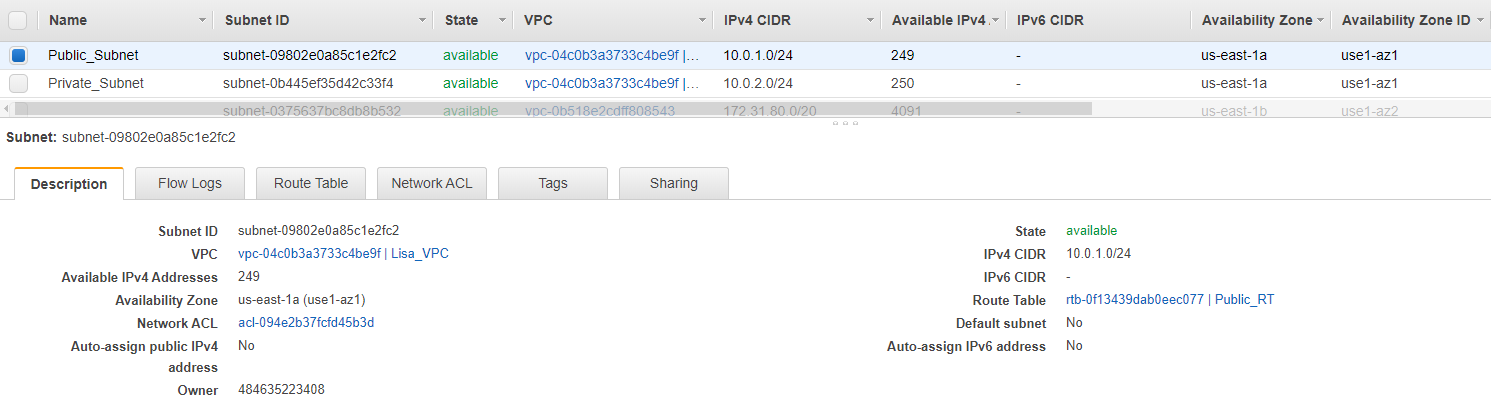 Name Subnet ID State VPC IPv4 CIDR Available IPv4 IPv6 CIDR Availability Zone Availability Zone ID
Public_Subnet subnet-09802e0a85c1e2fc2 available vpc-04c0b3a3733c4be9f |... 10.0.1.0/24 249 - us-east-1a use1-az1
Private_Subnet subnet-0b445ef35d42c33f4 available vpc-04c0b3a3733c4be9f |... 10.0.2.0/24 250 - us-east-1a use1-az1
subnet-0375637bc8db8b532 available vpc-0b518e2cdff808543 172.31.80.0/20 4091 - us-east-1b use1-az2
Subnet: subnet-09802e0a85c1e2fc2
Description Flow Logs Route Table Network ACL Tags Sharing
Subnet ID subnet-09802e0a85c1e2fc2 State available
VPC vpc-04c0b3a3733c4be9f | Lisa_VPC IPv4 CIDR 10.0.1.0/24
Available IPv4 Addresses 249 IPv6 CIDR -
Availability Zone us-east-1a (use1-az1) Route Table rtb-0f13439dab0eec077 | Public_RT
Network ACL acl-094e2b37fcfd45b3d Default subnet No
Auto-assign public IPv4 No Auto-assign IPv6 address No
address
Owner 484635223408